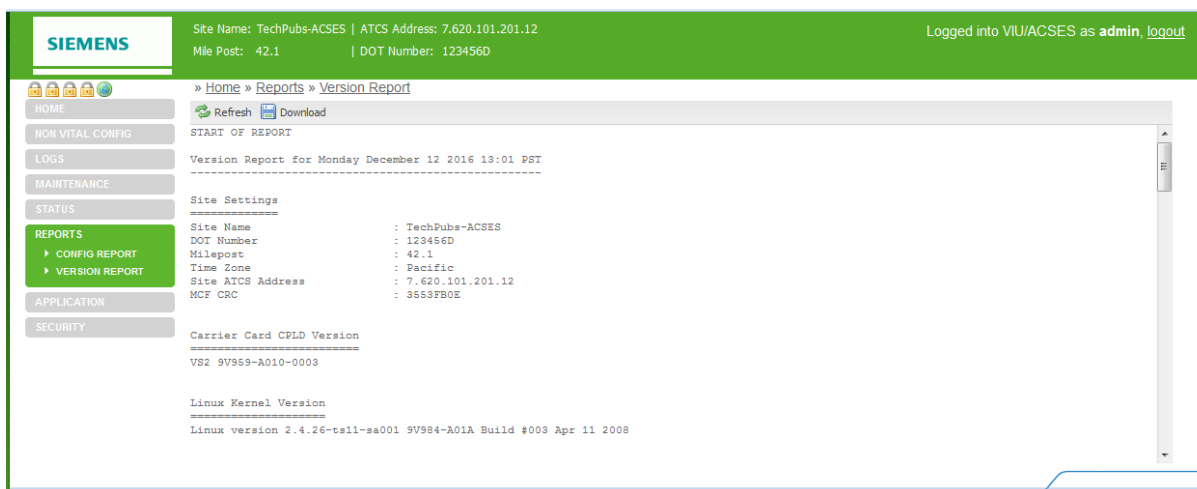 SIEMENS
Site Name: TechPubs-ACSES | ATCS Address: 7.620.101.201.12
Mile Post: 42.1 | DOT Number: 123456D
Logged into VIU/ACSES as admin, logout
» Home » Reports » Version Report
Refresh Download
HOME
NON VITAL CONFIG
LOGS
MAINTENANCE
STATUS
REPORTS
CONFIG REPORT
VERSION REPORT
APPLICATION
SECURITY
START OF REPORT
Version Report for Monday December 12 2016 13:01 PST
----------------------------------------------------
Site Settings
=============
Site Name : TechPubs-ACSES
DOT Number : 123456D
Milepost : 42.1
Time Zone : Pacific
Site ATCS Address : 7.620.101.201.12
MCF CRC : 3553FB0E
Carrier Card CPLD Version
=========================
VS2 9V959-A010-0003
Linux Kernel Version
====================
Linux version 2.4.26-ts11-sa001 9V984-A01A Build #003 Apr 11 2008